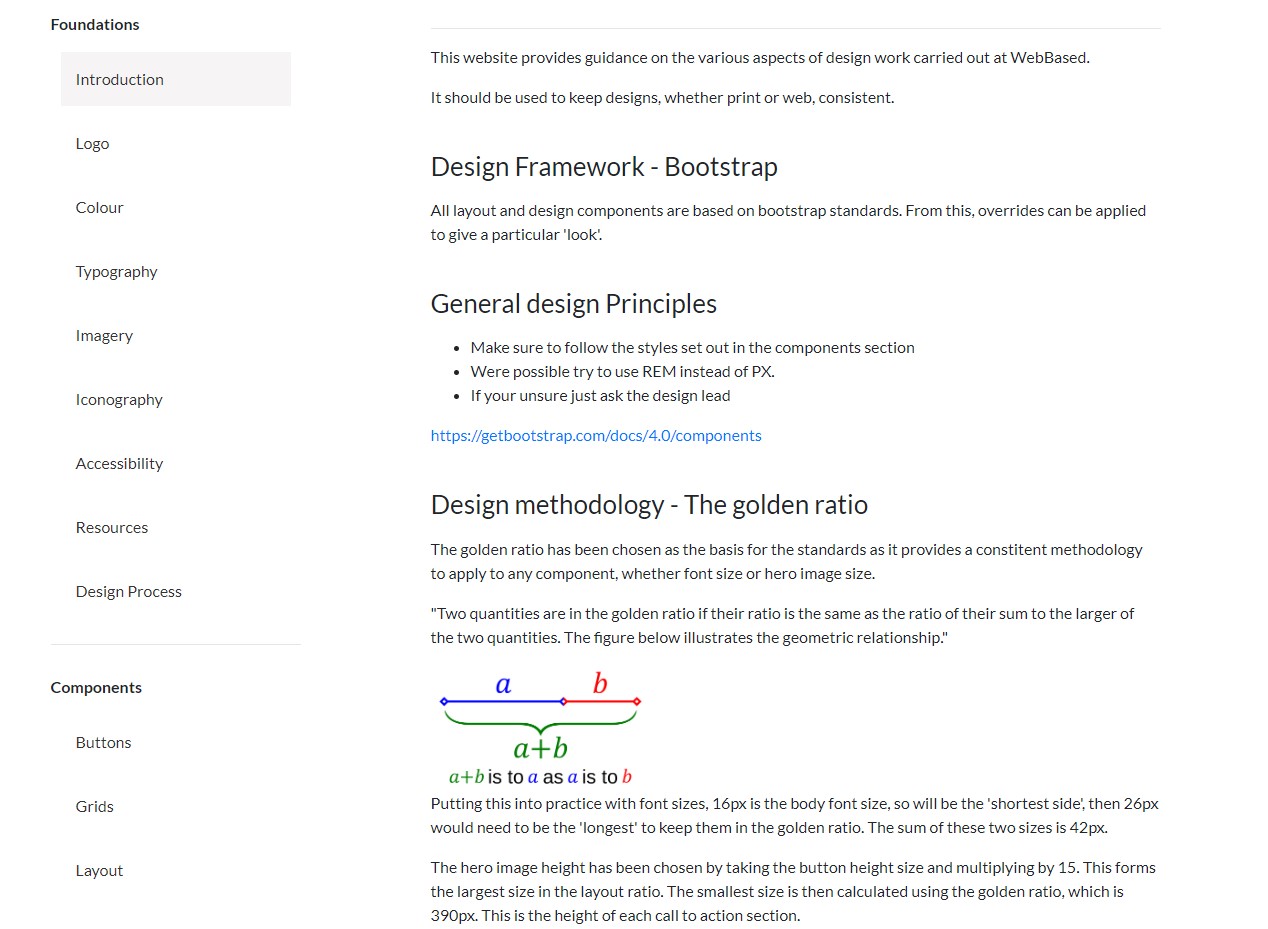 Foundations
Introduction
Logo
Colour
Typography
Imagery
Iconography
Accessibility
Resources
Design Process
Components
Buttons
Grids
Layout
This website provides guidance on the various aspects of design work carried out at WebBased.
It should be used to keep designs, whether print or web, consistent.
Design Framework - Bootstrap
All layout and design components are based on bootstrap standards. From this, overrides can be applied
to give a particular 'look'.
General design Principles
• Make sure to follow the styles set out in the components section
• Were possible try to use REM instead of PX.
• If your unsure just ask the design lead
https://getbootstrap.com/docs/4.0/components
Design methodology - The golden ratio
The golden ratio has been chosen as the basis for the standards as it provides a constitent methodology
to apply to any component, whether font size or hero image size.
"Two quantities are in the golden ratio if their ratio is the same as the ratio of their sum to the larger of
the two quantities. The figure below illustrates the geometric relationship."
a b
a+b
a+b is to a as a is to b
Putting this into practice with font sizes, 16px is the body font size, so will be the 'shortest side', then 26px
would need to be the 'longest' to keep them in the golden ratio. The sum of these two sizes is 42px.
The hero image height has been chosen by taking the button height size and multiplying by 15. This forms
the largest size in the layout ratio. The smallest size is then calculated using the golden ratio, which is
390px. This is the height of each call to action section.